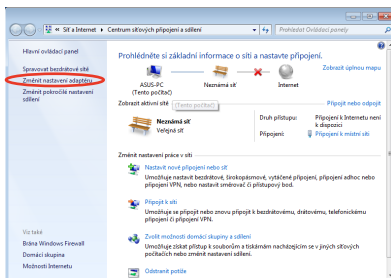 « Síť a Internet ▸ Centrum síťových připojení a sdílení
Prohledat Ovládací panely
Hlavní ovládací panel
Spravovat bezdrátové sítě
Změnit nastavení adaptéru
Změnit pokročilé nastavení
sdílení
Viz také
Brána Windows Firewall
Domácí skupina
Možnosti Internetu
Prohlédněte si základní informace o síti a nastavte připojení.
Zobrazit úplnou mapu
ASUS-PC
(Tento počítač)
Neznámá síť
Internet
Zobrazit aktivní sítě
(Tento počítač)
Připojit nebo odpojit
Neznámá síť
Veřejná síť
Druh přístupu: Připojení k Internetu není
k dispozici
Připojení: Připojení k místní síti
Změnit nastavení práce v síti
Nastavit nové připojení nebo síť
Umožňuje nastavit bezdrátové, širokopásmové, vytáčené připojení, připojení adhoc nebo
připojení VPN, nebo nastavit směrovač či přístupový bod.
Připojit k síti
Umožňuje se připojit nebo znovu připojit k bezdrátovému, drátovému, telefonickému
připojení či připojení VPN.
Zvolit možnosti domácí skupiny a sdílení
Umožňuje získat přístup k souborům a tiskárnám nacházejícím se v jiných síťových
počítačích nebo změnit nastavení sdílení.
Odstranit potíže